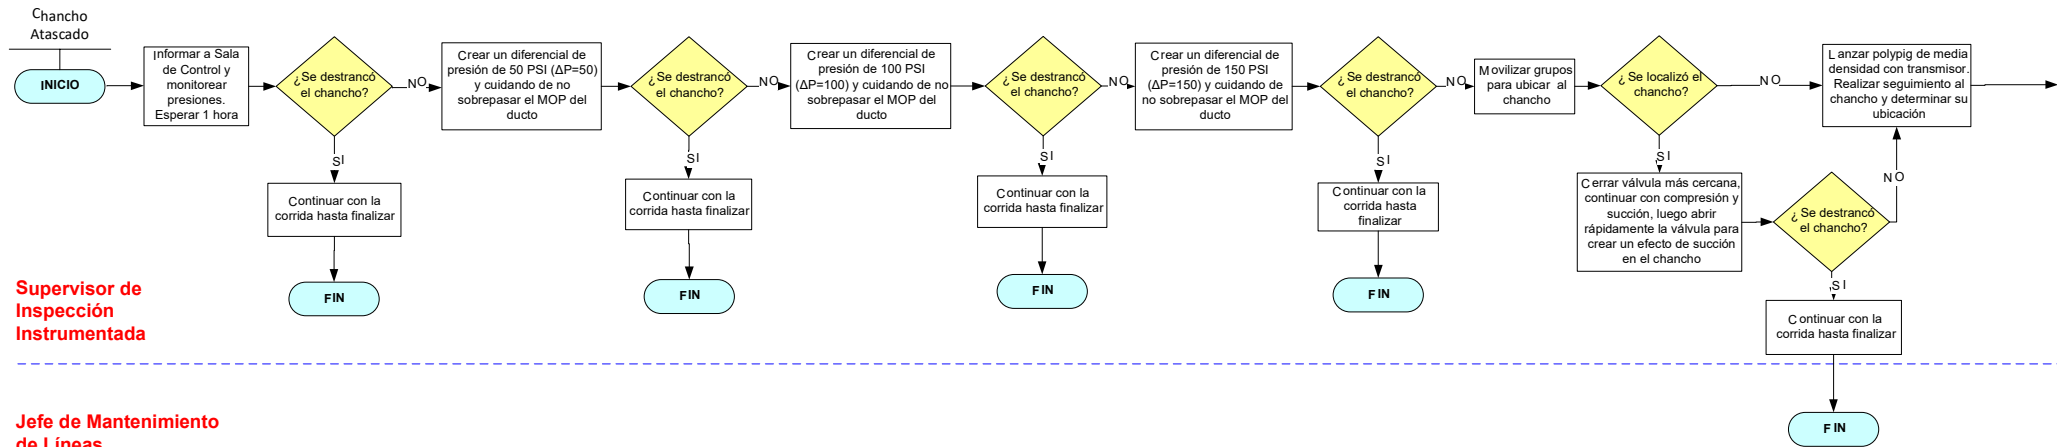 Chancho
Atascado
INICIO
Informar a Sala
de Control y
monitorear
presiones.
Esperar 1 hora
¿Se destrancó
el chancho?
NO
SI
Continuar con la
corrida hasta finalizar
FIN
Crear un diferencial de
presión de 50 PSI (ΔP=50)
y cuidando de no
sobrepasar el MOP del
ducto
¿Se destrancó
el chancho?
NO
SI
Continuar con la
corrida hasta finalizar
FIN
Crear un diferencial de
presión de 100 PSI
(ΔP=100) y cuidando de no
sobrepasar el MOP del
ducto
¿Se destrancó
el chancho?
NO
SI
Continuar con la
corrida hasta finalizar
FIN
Crear un diferencial de
presión de 150 PSI
(ΔP=150) y cuidando de
no sobrepasar el MOP del
ducto
¿Se destrancó
el chancho?
NO
SI
Continuar con la
corrida hasta
finalizar
FIN
Movilizar grupos
para ubicar al
chancho
¿Se localizó el
chancho?
NO
SI
Cerrar válvula más cercana,
continuar con compresión y
succión, luego abrir
rápidamente la válvula para
crear un efecto de succión
en el chancho
¿Se destrancó
el chancho?
NO
SI
Continuar con la
corrida hasta finalizar
FIN
Lanzar polypig de media
densidad con transmisor.
Realizar seguimiento al
chancho y determinar su
ubicación
Supervisor de
Inspección
Instrumentada
Jefe de Mantenimiento
de Líneas